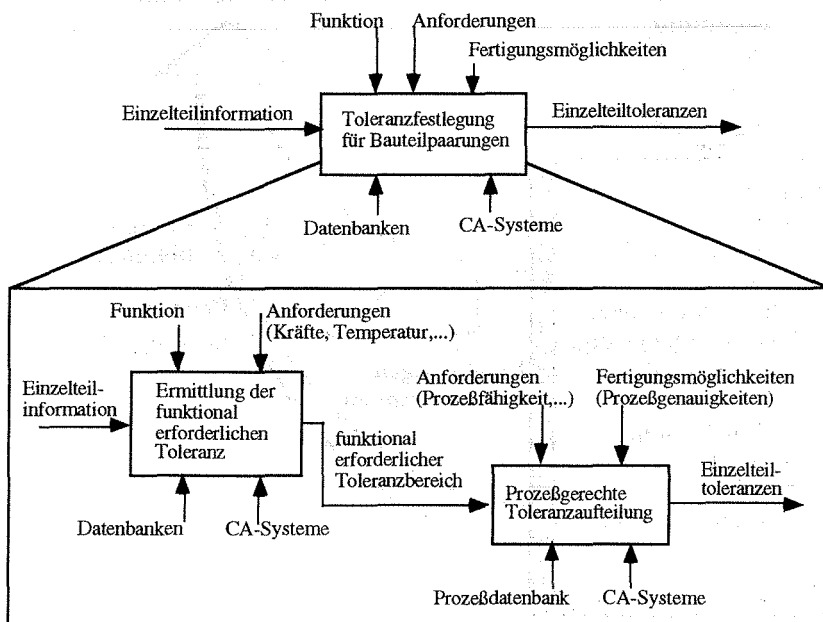 Funktion
Anforderungen
Fertigungsmöglichkeiten
Einzelteilinformation
Toleranzfestlegung
für Bauteilpaarungen
Einzelteiltoleranzen
Datenbanken
CA-Systeme
Funktion
Anforderungen
(Kräfte, Temperatur,...)
Einzelteil-
information
Ermittlung der
funktional
erforderlichen
Toleranz
Datenbanken
CA-Systeme
funktional
erforderlicher
Toleranzbereich
Anforderungen
(Prozeßfähigkeit,...)
Fertigungsmöglichkeiten
(Prozeßgenauigkeiten)
Prozeßgerechte
Toleranzaufteilung
Einzelteil-
toleranzen
Prozeßdatenbank
CA-Systeme